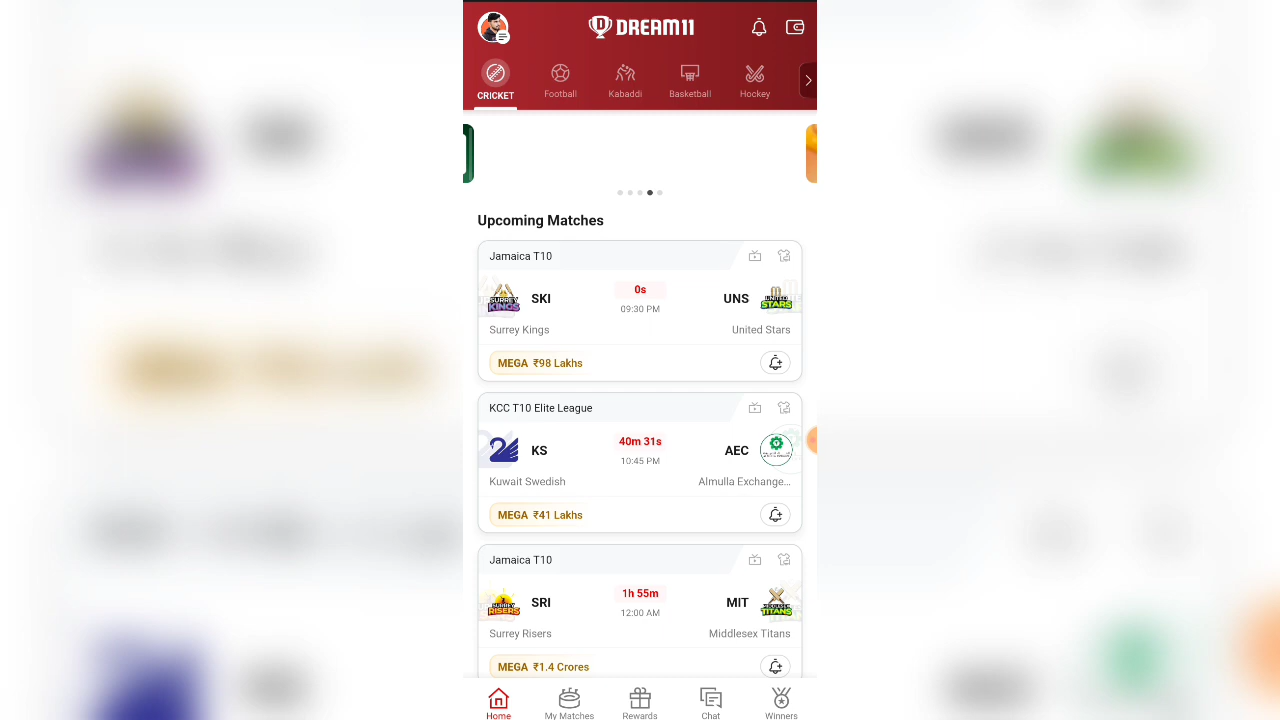 DREAM11
CRICKET Football Kabaddi Basketball Hockey
Upcoming Matches
Jamaica T10
SKI 0s UNS
09:30 PM
Surrey Kings United Stars
MEGA ₹98 Lakhs
KCC T10 Elite League
KS 40m 31s AEC
10:45 PM
Kuwait Swedish Almulla Exchange...
MEGA ₹41 Lakhs
Jamaica T10
SRI 1h 55m MIT
12:00 AM
Surrey Risers Middlesex Titans
MEGA ₹1.4 Crores
Home My Matches Rewards Chat Winners